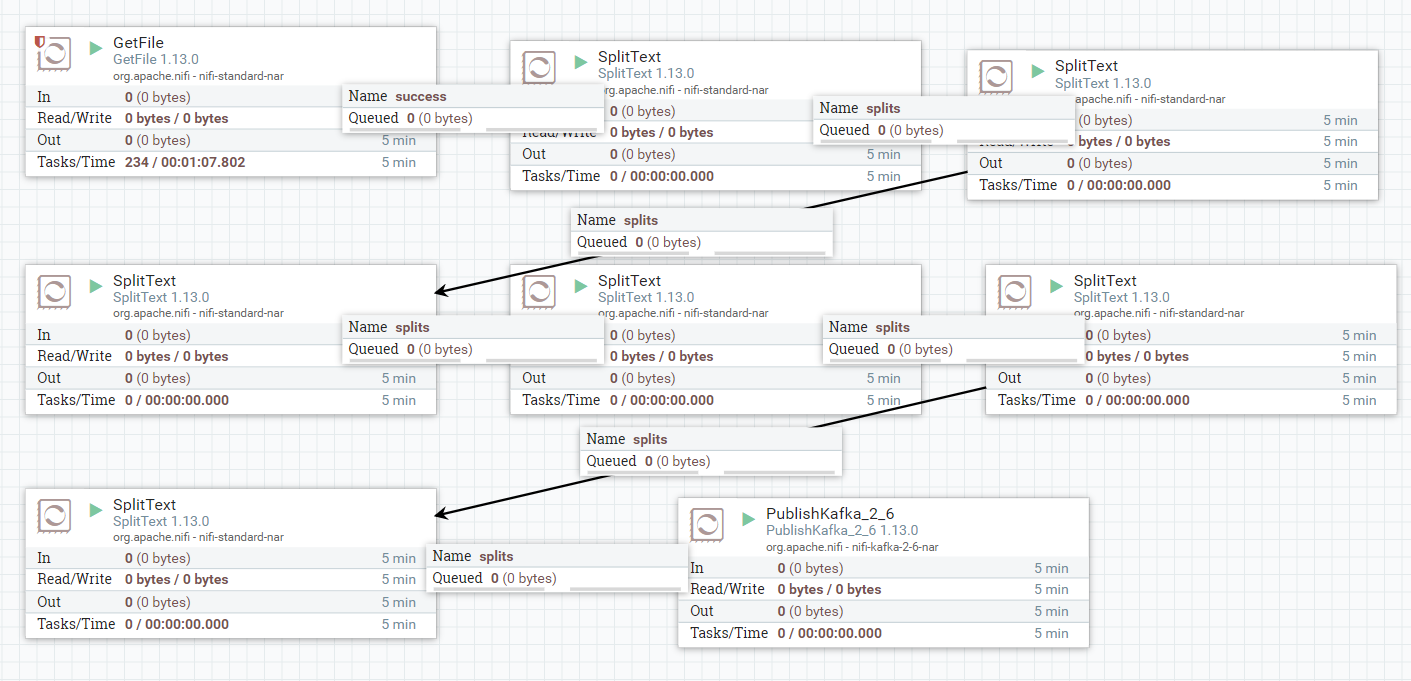 GetFile
GetFile 1.13.0
org.apache.nifi - nifi-standard-nar
In 0 (0 bytes)
Read/Write 0 bytes / 0 bytes
Out 0 (0 bytes) 5 min
Tasks/Time 234 / 00:01:07.802 5 min
Name success
Queued 0 (0 bytes)
SplitText
SplitText 1.13.0
org.apache.nifi - nifi-standard-nar
0 (0 bytes)
Read/Write 0 bytes / 0 bytes
Out 0 (0 bytes) 5 min
Tasks/Time 0 / 00:00:00.000 5 min
Name splits
Queued 0 (0 bytes)
SplitText
SplitText 1.13.0
apache.nifi - nifi-standard-nar
(0 bytes) 5 min
Read/Write bytes / 0 bytes 5 min
Out 0 (0 bytes) 5 min
Tasks/Time 0 / 00:00:00.000 5 min
Name splits
Queued 0 (0 bytes)
SplitText
SplitText 1.13.0
org.apache.nifi - nifi-standard-nar
In 0 (0 bytes)
Read/Write 0 bytes / 0 bytes
Out 0 (0 bytes) 5 min
Tasks/Time 0 / 00:00:00.000 5 min
Name splits
Queued 0 (0 bytes)
SplitText
SplitText 1.13.0
org.apache.nifi - nifi-standard-nar
0 (0 bytes)
0 bytes / 0 bytes
Out 0 (0 bytes) 5 min
Tasks/Time 0 / 00:00:00.000 5 min
Name splits
Queued 0 (0 bytes)
SplitText
SplitText 1.13.0
org.apache.nifi - nifi-standard-nar
0 (0 bytes) 5 min
0 bytes / 0 bytes 5 min
Out 0 (0 bytes) 5 min
Tasks/Time 0 / 00:00:00.000 5 min
Name splits
Queued 0 (0 bytes)
SplitText
SplitText 1.13.0
org.apache.nifi - nifi-standard-nar
In 0 (0 bytes) 5 min
Read/Write 0 bytes / 0 bytes 5 min
Out 0 (0 bytes) 5 min
Tasks/Time 0 / 00:00:00.000 5 min
Name splits
Queued 0 (0 bytes)
PublishKafka_2_6
PublishKafka_2_6 1.13.0
org.apache.nifi - nifi-kafka-2-6-nar
In 0 (0 bytes) 5 min
Read/Write 0 bytes / 0 bytes 5 min
Out 0 (0 bytes) 5 min
Tasks/Time 0 / 00:00:00.000 5 min